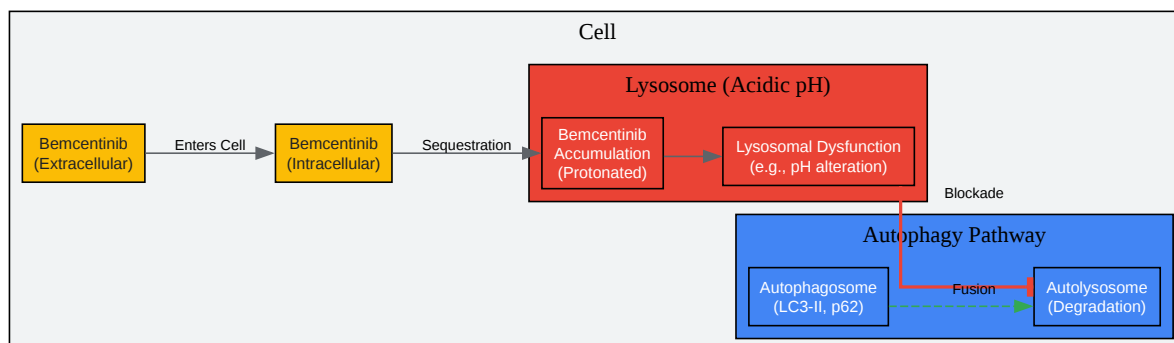 Cell
Lysosome (Acidic pH)
Bemcentinib
(Extracellular)
Enters Cell
Bemcentinib
(Intracellular)
Sequestration
Bemcentinib
Accumulation
(Protonated)
Lysosomal Dysfunction
(e.g., pH alteration)
Blockade
Autophagy Pathway
Autophagosome
(LC3-II, p62)
Fusion
Autolysosome
(Degradation)